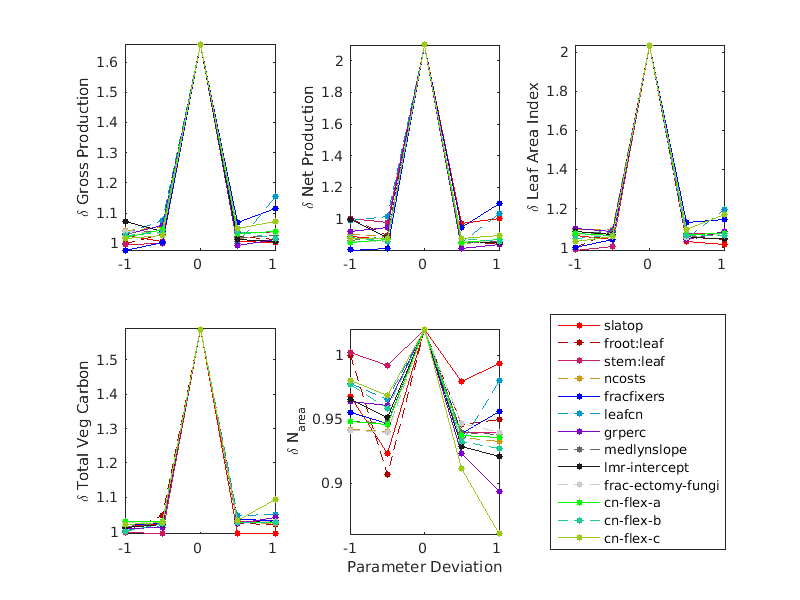 δ Gross Production
1.6
1.5
1.4
1.3
1.2
1.1
1
-1 0 1
δ Net Production
2
1.8
1.6
1.4
1.2
1
-1 0 1
δ Leaf Area Index
2
1.8
1.6
1.4
1.2
1
-1 0 1
δ Total Veg Carbon
1.5
1.4
1.3
1.2
1.1
1
-1 0 1
δ N_area
1
0.95
0.9
-1 0 1
Parameter Deviation
slatop
froot:leaf
stem:leaf
ncosts
fracfixers
leafcn
grperc
medlynslope
lmr-intercept
frac-ectomy-fungi
cn-flex-a
cn-flex-b
cn-flex-c